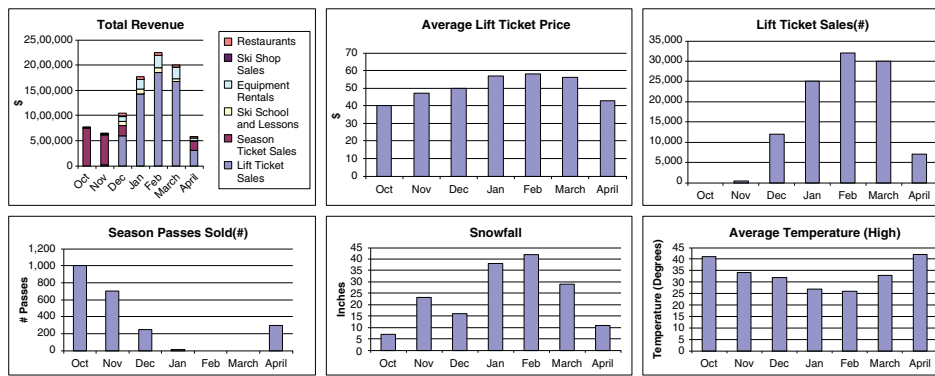 Total Revenue
25,00,000
20,00,000
15,00,000
10,00,000
5,00,000
0
$
Oct
Nov
Dec
Jan
Feb
March
April
Restaurants
Ski Shop
Sales
Equipment
Rentals
Ski School
and Lessons
Season
Ticket Sales
Lift Ticket
Sales
Average Lift Ticket Price
70
60
50
40
30
20
10
0
$
Oct
Nov
Dec
Jan
Feb
March
April
Lift Ticket Sales(#)
35,000
30,000
25,000
20,000
15,000
10,000
5,000
0
Oct
Nov
Dec
Jan
Feb
March
April
Season Passes Sold(#)
1,200
1,000
800
600
400
200
0
# Passes
Oct
Nov
Dec
Jan
Feb
March
April
Snowfall
45
40
35
30
25
20
15
10
5
0
Inches
Oct
Nov
Dec
Jan
Feb
March
April
Average Temperature (High)
45
40
35
30
25
20
15
10
5
0
Temperature (Degrees)
Oct
Nov
Dec
Jan
Feb
March
April